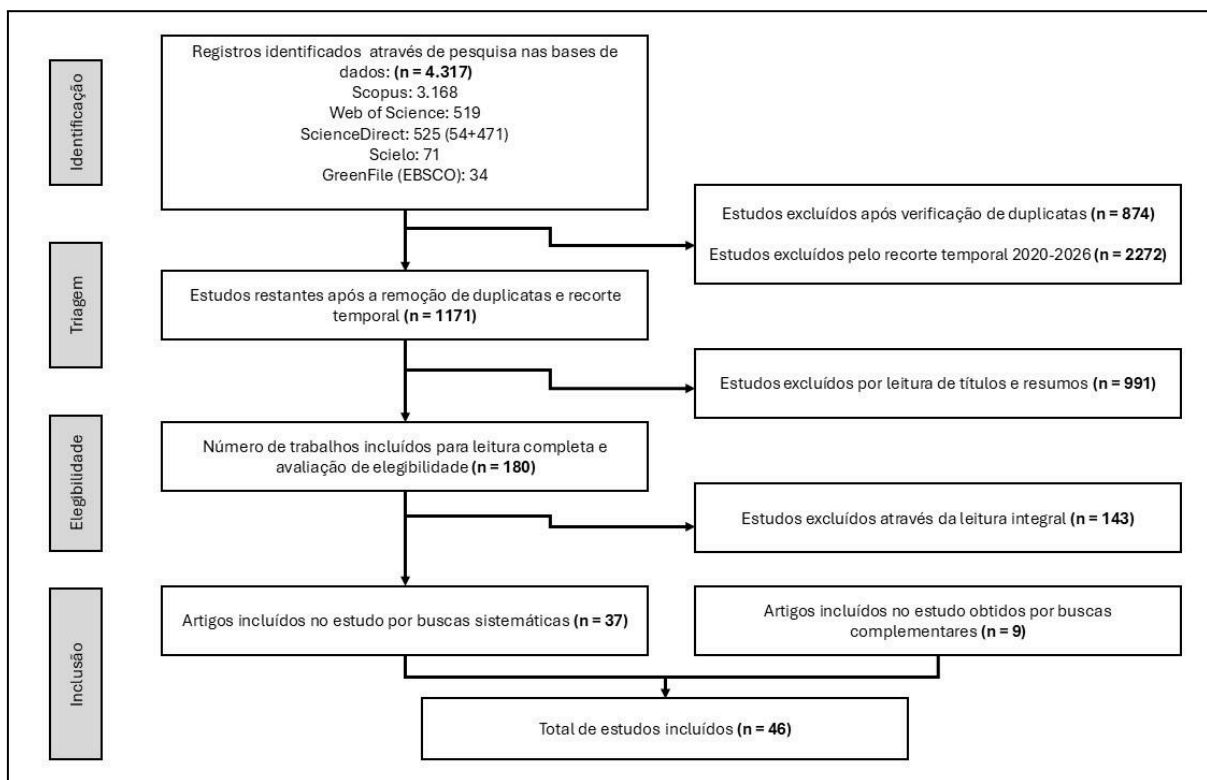 Identificação
Registros identificados através de pesquisa nas bases de
dados: (n = 4.317)
Scopus: 3.168
Web of Science: 519
ScienceDirect: 525 (54+471)
Scielo: 71
GreenFile (EBSCO): 34
Estudos excluídos após verificação de duplicatas (n = 874)
Estudos excluídos pelo recorte temporal 2020-2026 (n = 2272)
Triagem
Estudos restantes após a remoção de duplicatas e recorte
temporal (n = 1171)
Estudos excluídos por leitura de títulos e resumos (n = 991)
Elegibilidade
Número de trabalhos incluídos para leitura completa e
avaliação de elegibilidade (n = 180)
Estudos excluídos através da leitura integral (n = 143)
Inclusão
Artigos incluídos no estudo por buscas sistemáticas (n = 37)
Artigos incluídos no estudo obtidos por buscas
complementares (n = 9)
Total de estudos incluídos (n = 46)